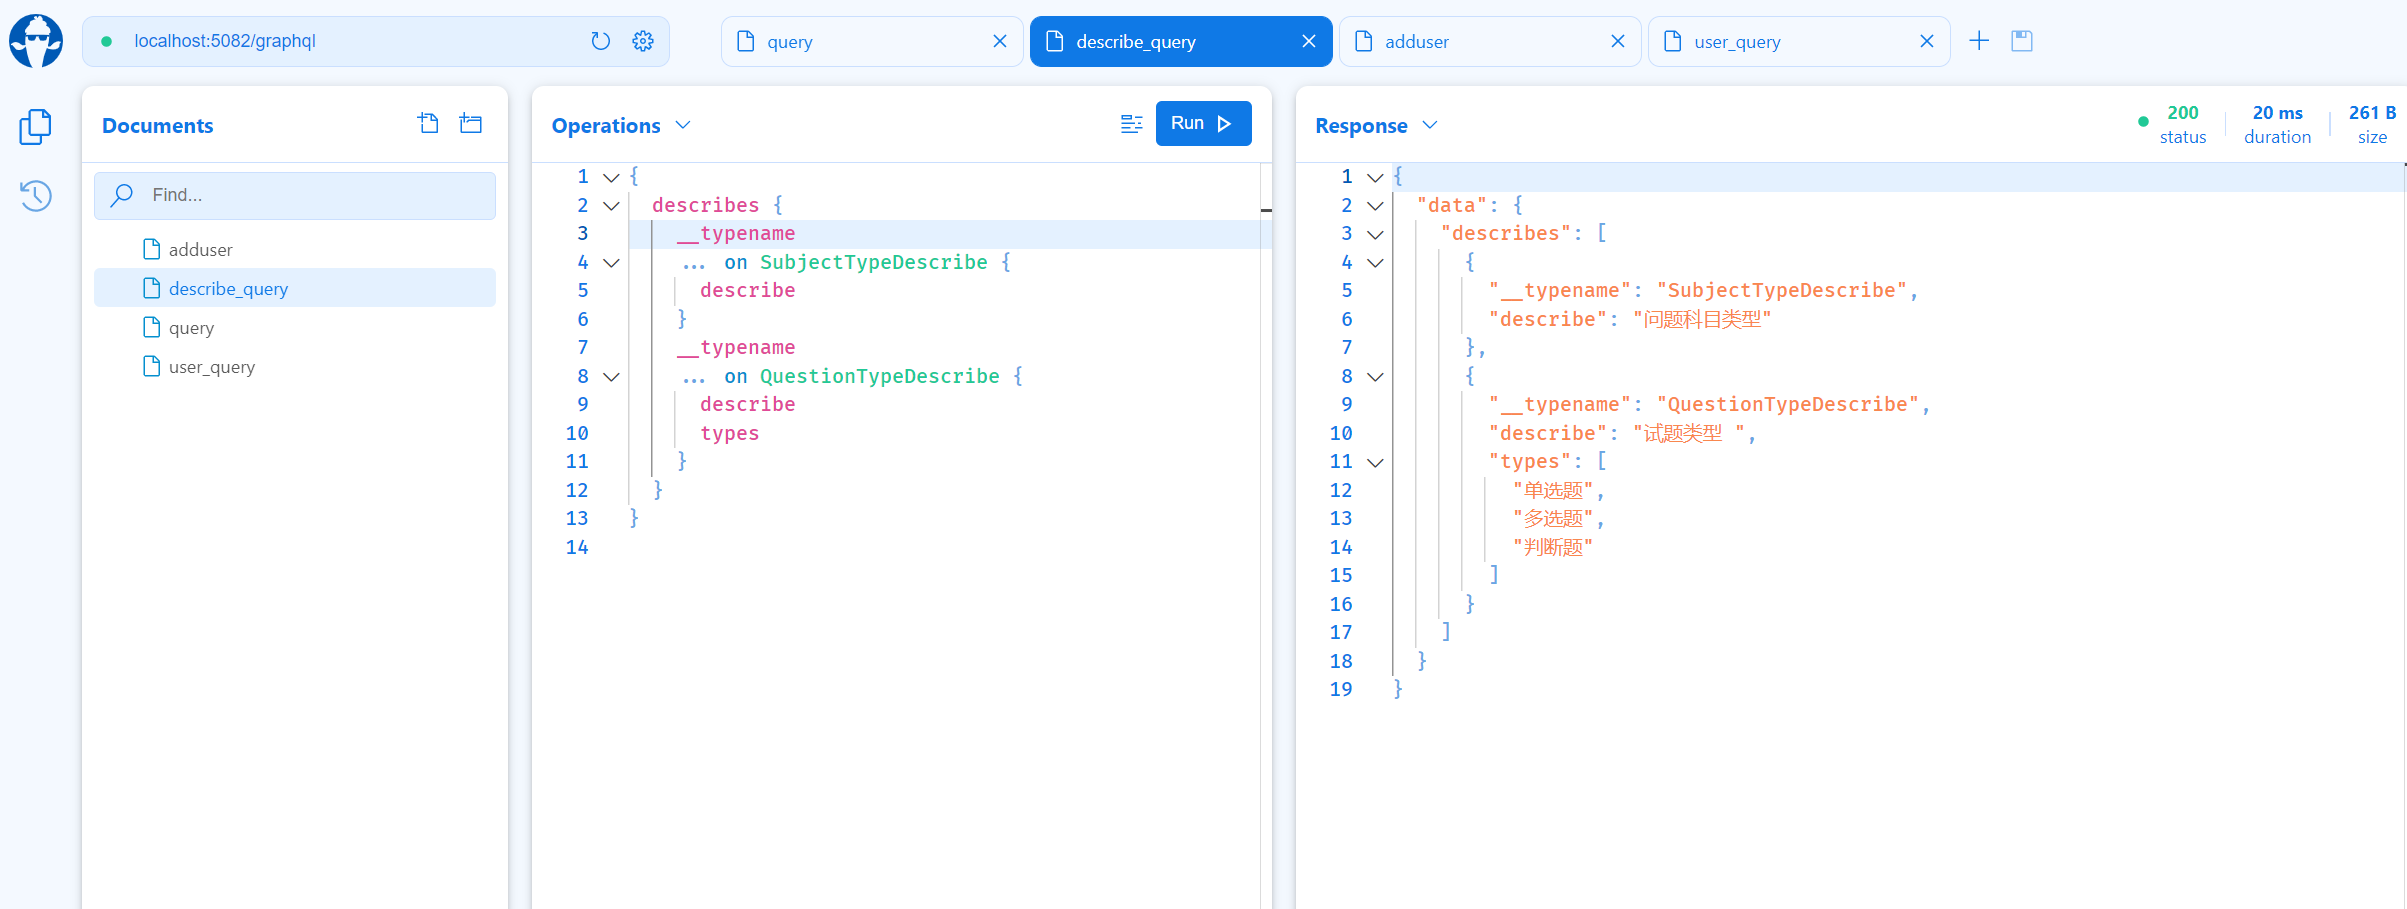 localhost:5082/graphql
query
describe_query
adduser
user_query
Documents
Find...
adduser
describe_query
query
user_query
Operations
Run
1 {
2 describes {
3 __typename
4 ... on SubjectTypeDescribe {
5 describe
6 }
7 __typename
8 ... on QuestionTypeDescribe {
9 describe
10 types
11 }
12 }
13 }
14
Response
200 status
20 ms duration
261 B size
1 {
2 "data": {
3 "describes": [
4 {
5 "__typename": "SubjectTypeDescribe",
6 "describe": "问题科目类型"
7 },
8 {
9 "__typename": "QuestionTypeDescribe",
10 "describe": "试题类型 ",
11 "types": [
12 "单选题",
13 "多选题",
14 "判断题"
15 ]
16 }
17 ]
18 }
19 }